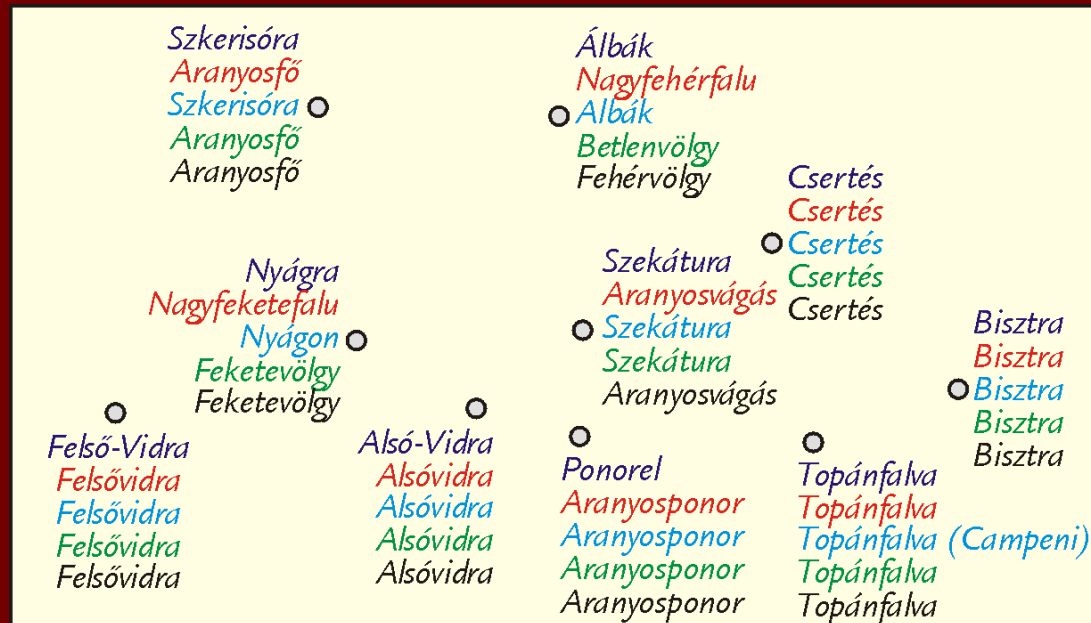 Szkerisóra
Aranyosfő
Szkerisóra
Aranyosfő
Aranyosfő
Álbák
Nagyfehérfalu
Albák
Betlenvölgy
Fehérvölgy
Csertés
Csertés
Csertés
Csertés
Csertés
Nyágra
Nagyfeketefalu
Nyágon
Feketevölgy
Feketevölgy
Szekátura
Aranyosvágás
Szekátura
Szekátura
Aranyosvágás
Bisztra
Bisztra
Bisztra
Bisztra
Bisztra
Felső-Vidra
Felsővidra
Felsővidra
Felsővidra
Felsővidra
Alsó-Vidra
Alsóvidra
Alsóvidra
Alsóvidra
Alsóvidra
Ponorel
Aranyosponor
Aranyosponor
Aranyosponor
Aranyosponor
Topánfalva
Topánfalva
Topánfalva (Campeni)
Topánfalva
Topánfalva